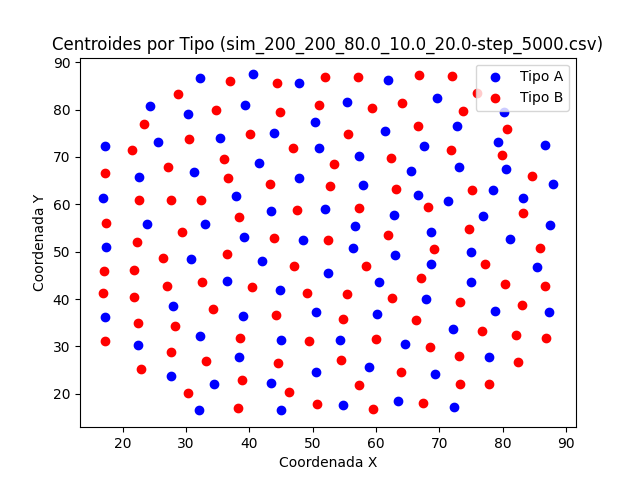 Centroides por Tipo (sim_200_200_80.0_10.0_20.0-step_5000.csv)
Tipo A
Tipo B
90
80
70
60
50
40
30
20
Coordenada Y
20 30 40 50 60 70 80 90
Coordenada X